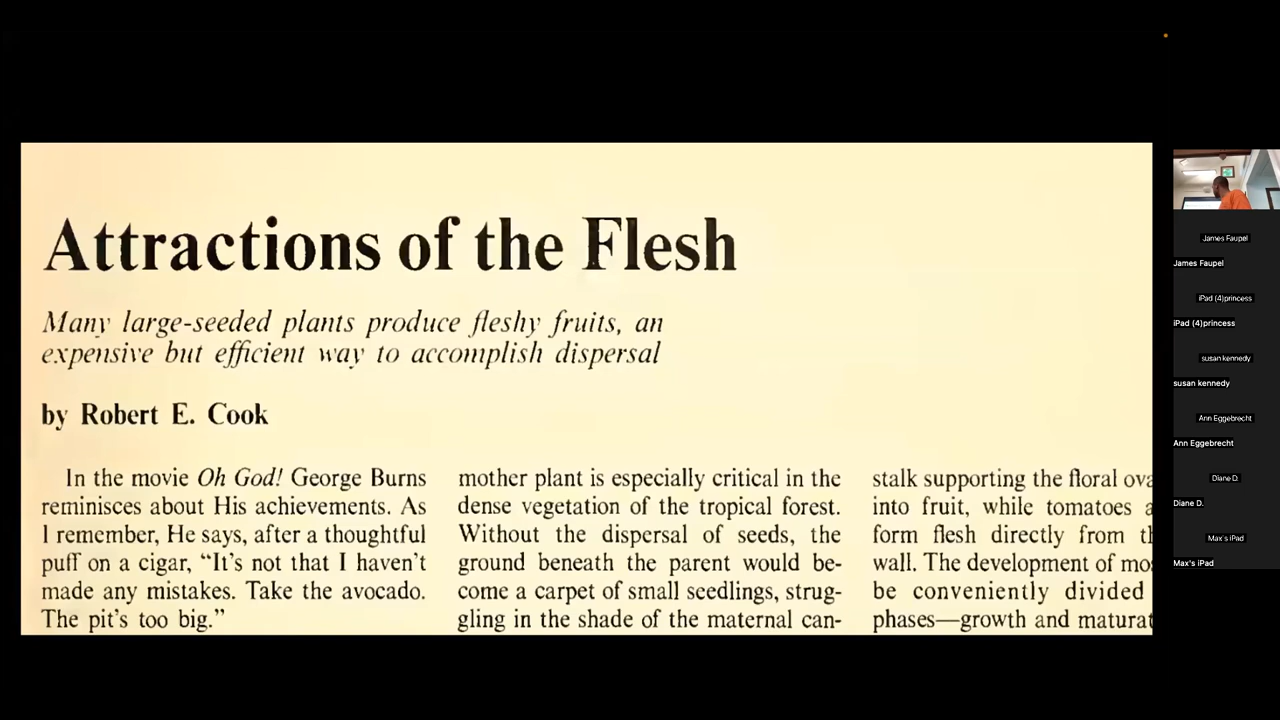 Attractions of the Flesh
Many large-seeded plants produce fleshy fruits, an
expensive but efficient way to accomplish dispersal
by Robert E. Cook
In the movie Oh God! George Burns
reminisces about His achievements. As
I remember, He says, after a thoughtful
puff on a cigar, “It’s not that I haven’t
made any mistakes. Take the avocado.
The pit’s too big.”
mother plant is especially critical in the
dense vegetation of the tropical forest.
Without the dispersal of seeds, the
ground beneath the parent would be-
come a carpet of small seedlings, strug-
gling in the shade of the maternal can-
stalk supporting the floral
into fruit, while tomatoes
form flesh directly from
wall. The development of
be conveniently divided
phases—growth and
James Faupel
James Faupel
iPad (4)princess
iPad (4)princess
susan kennedy
susan kennedy
Ann Eggebrecht
Ann Eggebrecht
Diane D.
Diane D.
Max's iPad
Max's iPad